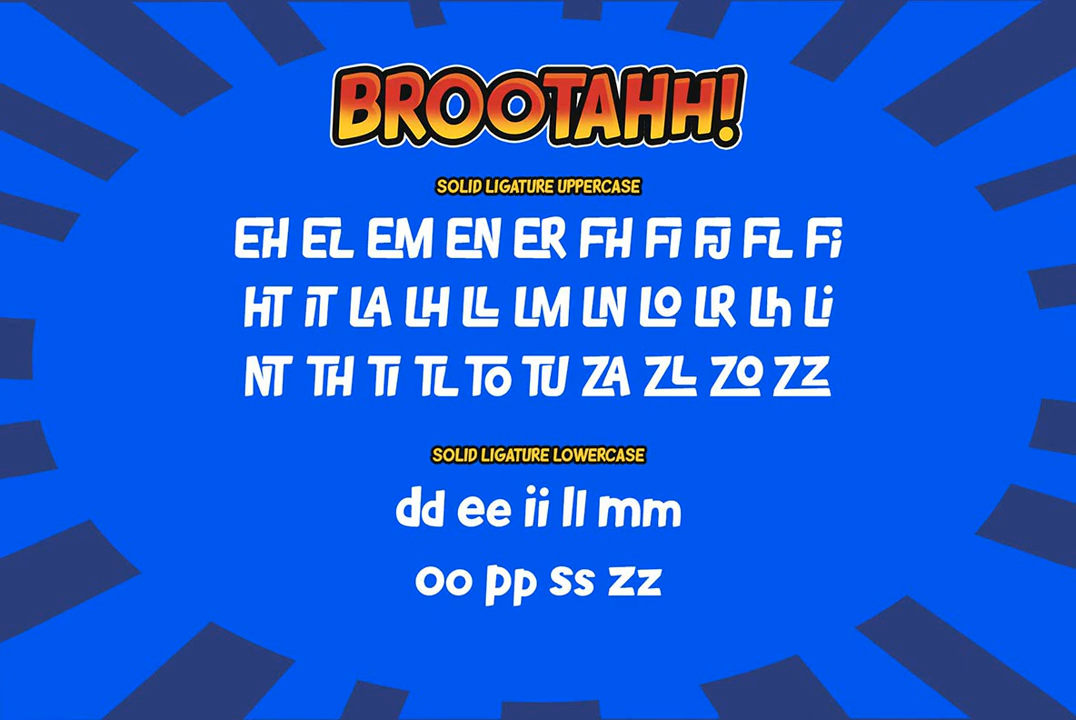 BROOTAHH!
SOLID LIGATURE UPPERCASE
EH EL EM EN ER FH FI FJ FL Fi
HT iT LA LH LL LM LN LO LR Lh Li
NT TH TI TL TO TU ZA ZL ZO ZZ
SOLID LIGATURE LOWERCASE
dd ee ii ll mm
oo pp ss zz